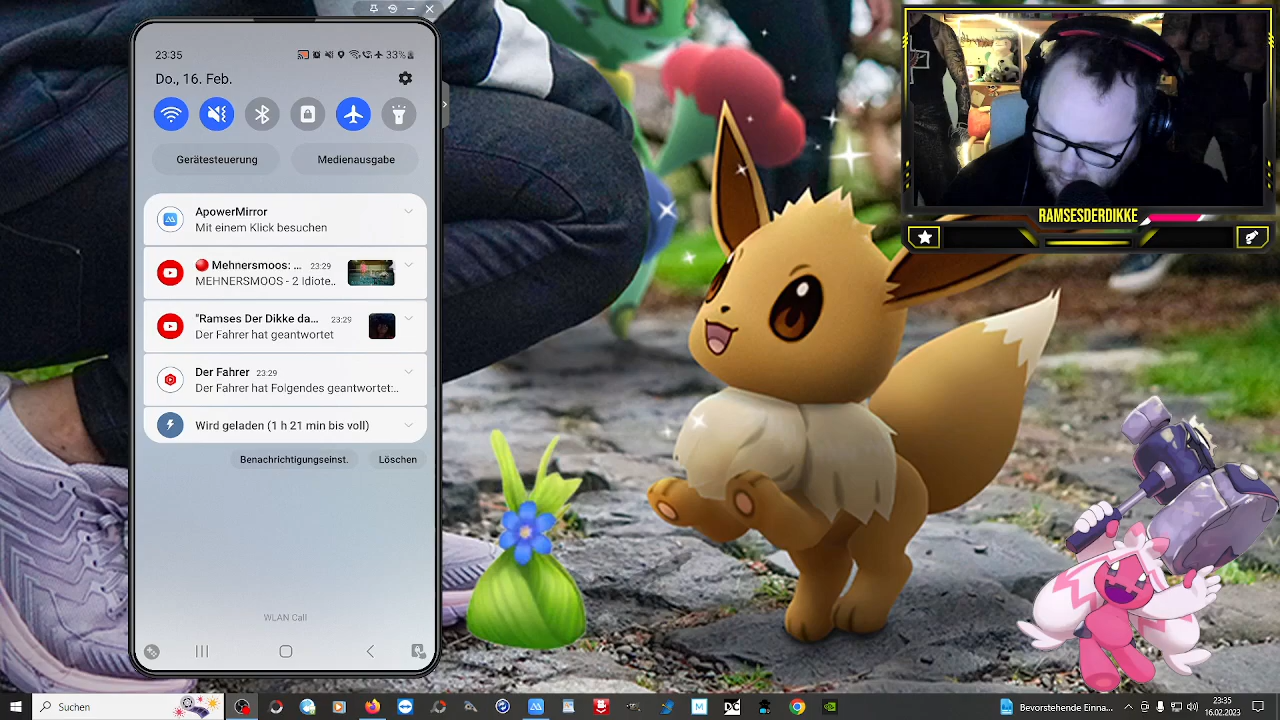 23:35
33%
Do., 16. Feb.
Gerätesteuerung
Medienausgabe
ApowerMirror
Mit einem Klick besuchen
Mehnersmoos: ... 23:29
MEHNERSMOOS - 2 Idiote..
"Ramses Der Dikke da... 23:29
Der Fahrer hat geantwortet
Der Fahrer 23:29
Der Fahrer hat Folgendes geantwortet:..
Wird geladen (1 h 21 min bis voll)
Benachrichtigungseinst.
Löschen
WLAN Call
RAMSESDERDIKKE
Suchen
M
DC
Bevorstehende Einna...
23:35
16.02.2023